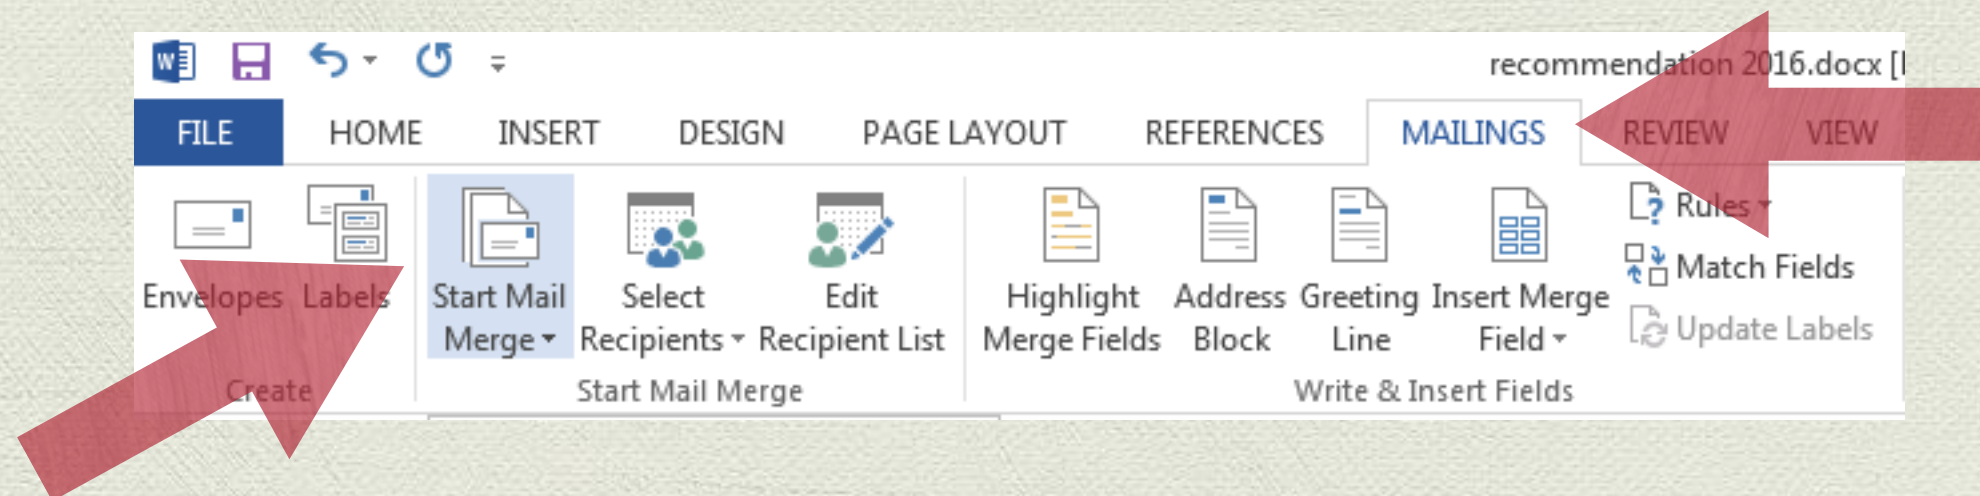 recommendation 2016.docx [
FILE HOME INSERT DESIGN PAGE LAYOUT REFERENCES MAILINGS REVIEW VIEW
Envelopes Labels
Start Mail
Merge
Select
Recipients
Edit
Recipient List
Highlight
Merge Fields
Address
Block
Greeting
Line
Insert Merge
Field
Rules
Match Fields
Update Labels
Create
Start Mail Merge
Write & Insert Fields